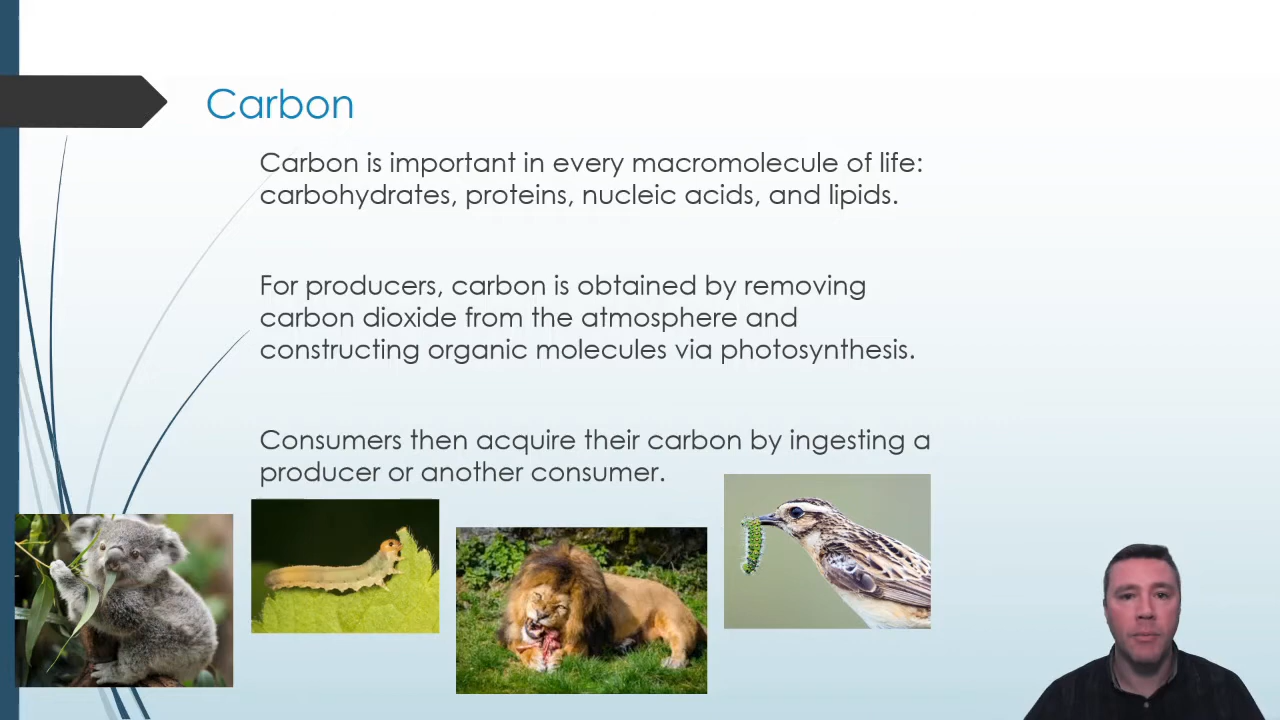 Carbon
Carbon is important in every macromolecule of life:
carbohydrates, proteins, nucleic acids, and lipids.
For producers, carbon is obtained by removing
carbon dioxide from the atmosphere and
constructing organic molecules via photosynthesis.
Consumers then acquire their carbon by ingesting a
producer or another consumer.